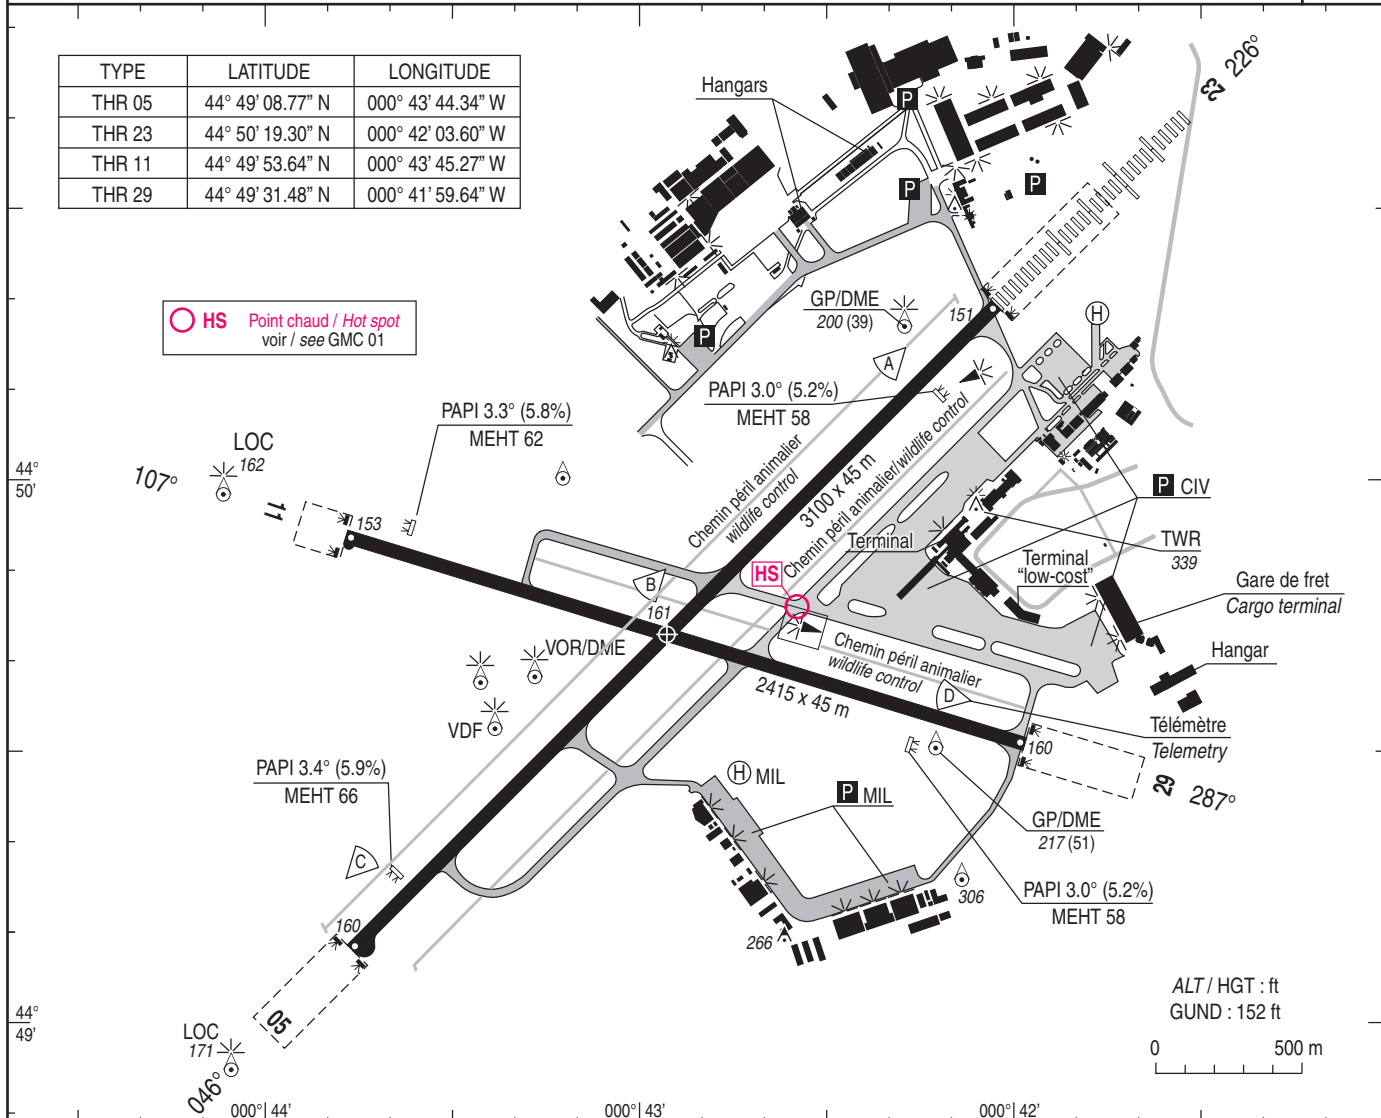 TYPE LATITUDE LONGITUDE
THR 05 44° 49' 08.77" N 000° 43' 44.34" W
THR 23 44° 50' 19.30" N 000° 42' 03.60" W
THR 11 44° 49' 53.64" N 000° 43' 45.27" W
THR 29 44° 49' 31.48" N 000° 41' 59.64" W
HS Point chaud / Hot spot
voir / see GMC 01
Hangars
P
P
P
P
23 226°
GP/DME
200 (39)
151
H
A
PAPI 3.0° (5.2%)
MEHT 58
PAPI 3.3° (5.8%)
MEHT 62
LOC
162
107°
11
153
44°
50'
Chemin péril animalier
wildlife control
3100 x 45 m
Chemin péril animalier/wildlife control
P CIV
Terminal
TWR
339
Terminal
"low-cost"
Gare de fret
Cargo terminal
HS
B
161
VOR/DME
Chemin péril animalier
wildlife control
Hangar
2415 x 45 m
D
Télémètre
Telemetry
VDF
160
29 287°
PAPI 3.4° (5.9%)
MEHT 66
H MIL
P MIL
GP/DME
217 (51)
C
306
PAPI 3.0° (5.2%)
MEHT 58
160
266
05
ALT / HGT : ft
GUND : 152 ft
44°
49'
LOC
171
046°
0 500 m
000° 44'
000° 43'
000° 42'